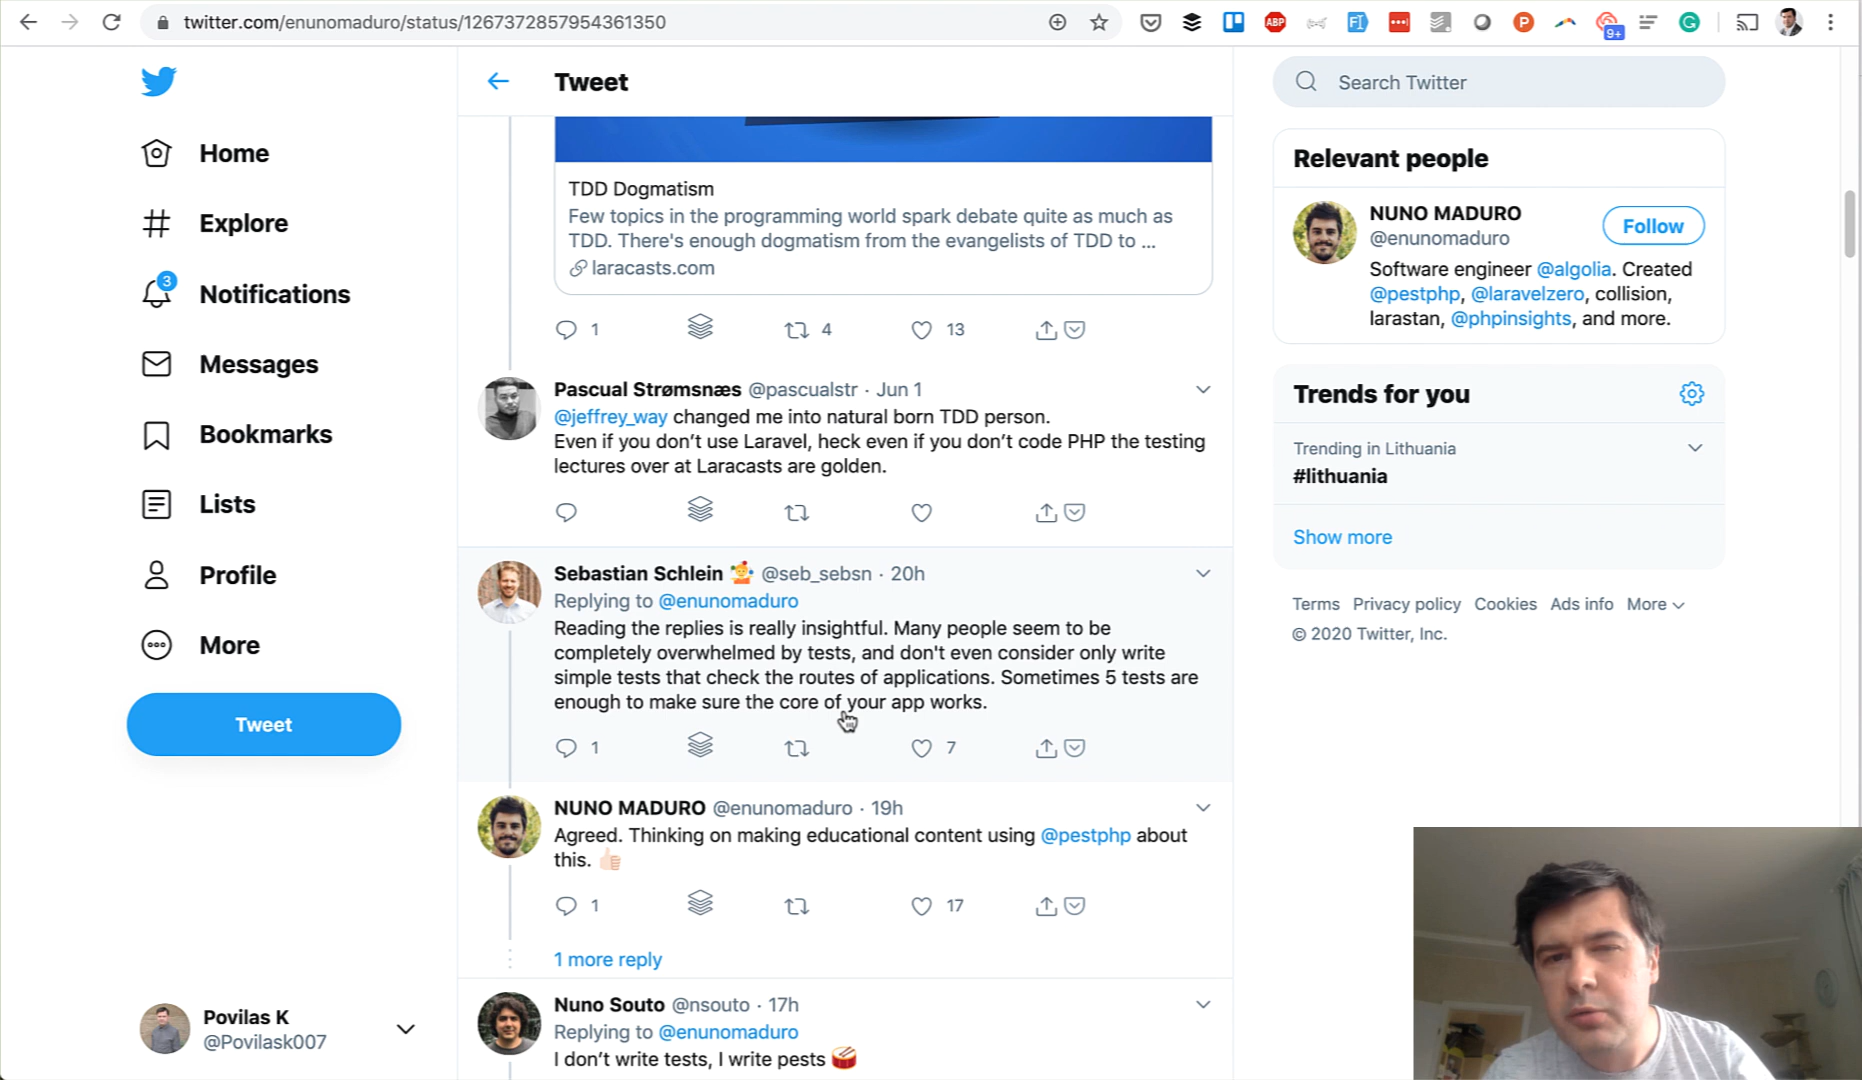 twitter.com/enunomaduro/status/1267372857954361350
ABP
FI
P
9+
G
Home
Explore
3
Notifications
Messages
Bookmarks
Lists
Profile
More
Tweet
Povilas K
@Povilask007
Tweet
TDD Dogmatism
Few topics in the programming world spark debate quite as much as
TDD. There's enough dogmatism from the evangelists of TDD to ...
laracasts.com
1 4 13
Pascual Strømsnæs @pascualstr · Jun 1
@jeffrey_way changed me into natural born TDD person.
Even if you don’t use Laravel, heck even if you don’t code PHP the testing
lectures over at Laracasts are golden.
Sebastian Schlein 🤹 @seb_sebsn · 20h
Replying to @enunomaduro
Reading the replies is really insightful. Many people seem to be
completely overwhelmed by tests, and don't even consider only write
simple tests that check the routes of applications. Sometimes 5 tests are
enough to make sure the core of your app works.
1 7
NUNO MADURO @enunomaduro · 19h
Agreed. Thinking on making educational content using @pestphp about
this. 👍🏻
1 17
1 more reply
Nuno Souto @nsouto · 17h
Replying to @enunomaduro
I don’t write tests, I write pests 🥁
Search Twitter
Relevant people
NUNO MADURO
@enunomaduro
Follow
Software engineer @algolia. Created
@pestphp, @laravelzero, collision,
larastan, @phpinsights, and more.
Trends for you
Trending in Lithuania
#lithuania
Show more
Terms Privacy policy Cookies Ads info More
© 2020 Twitter, Inc.